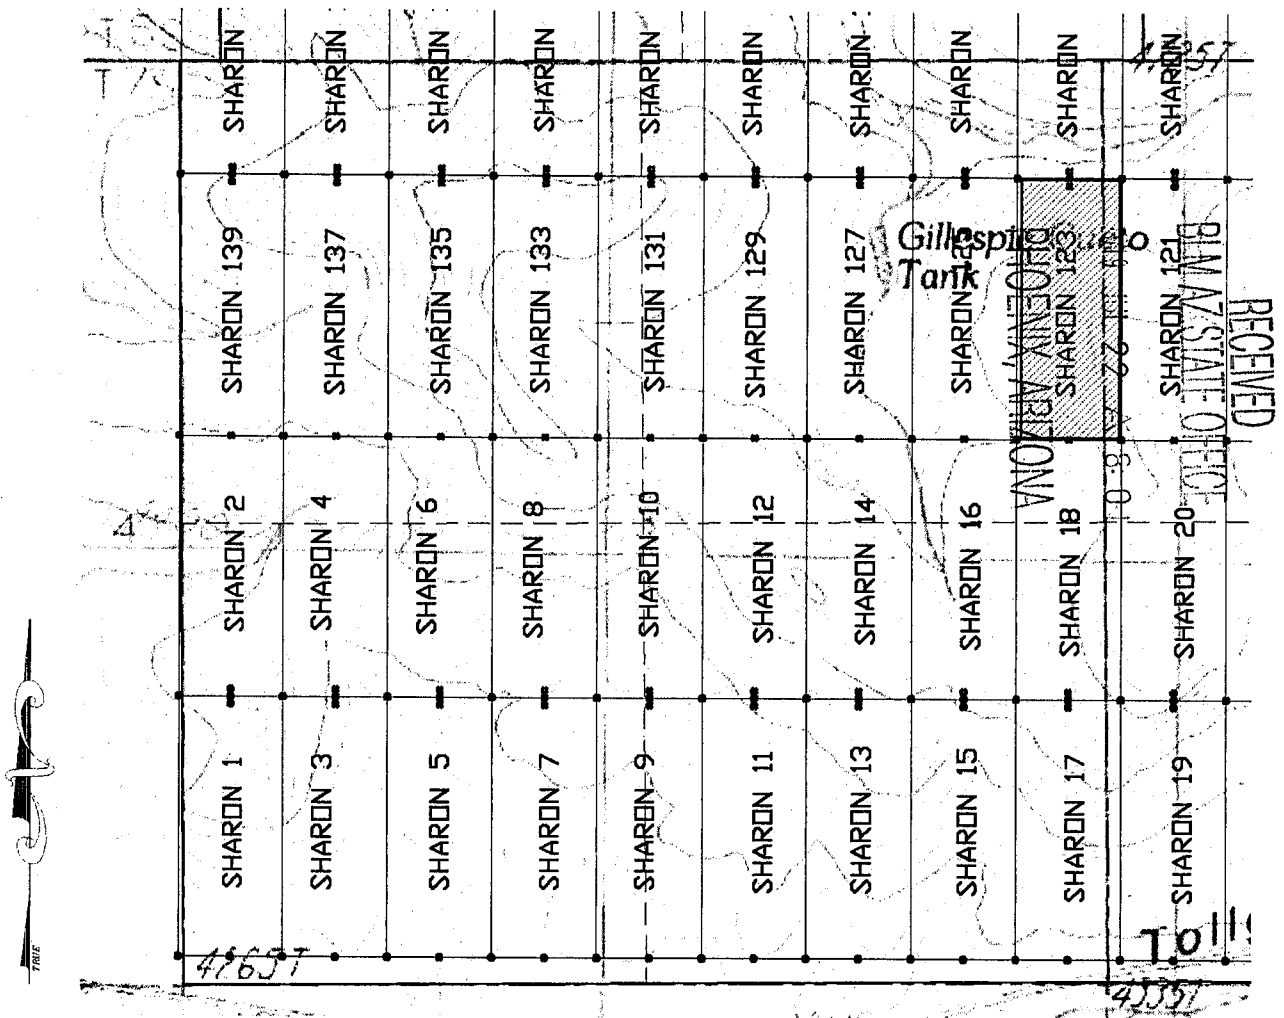 SHARON SHARON SHARON SHARON SHARON SHARON SHARON SHARON SHARON SHARON
T
SHARON 139
SHARON 137
SHARON 135
SHARON 133
SHARON 131
SHARON 129
SHARON 127
SHARON 125
SHARON 123
SHARON 121
Gillespie
Tank
RECEIVED
BLM AZ STATE OFFICE
PHOENIX, ARIZONA
SHARON 2
SHARON 4
SHARON 6
SHARON 8
SHARON 10
SHARON 12
SHARON 14
SHARON 16
SHARON 18
SHARON 20
SHARON 1
SHARON 3
SHARON 5
SHARON 7
SHARON 9
SHARON 11
SHARON 13
SHARON 15
SHARON 17
SHARON 19
TRUE
4265T
4335T